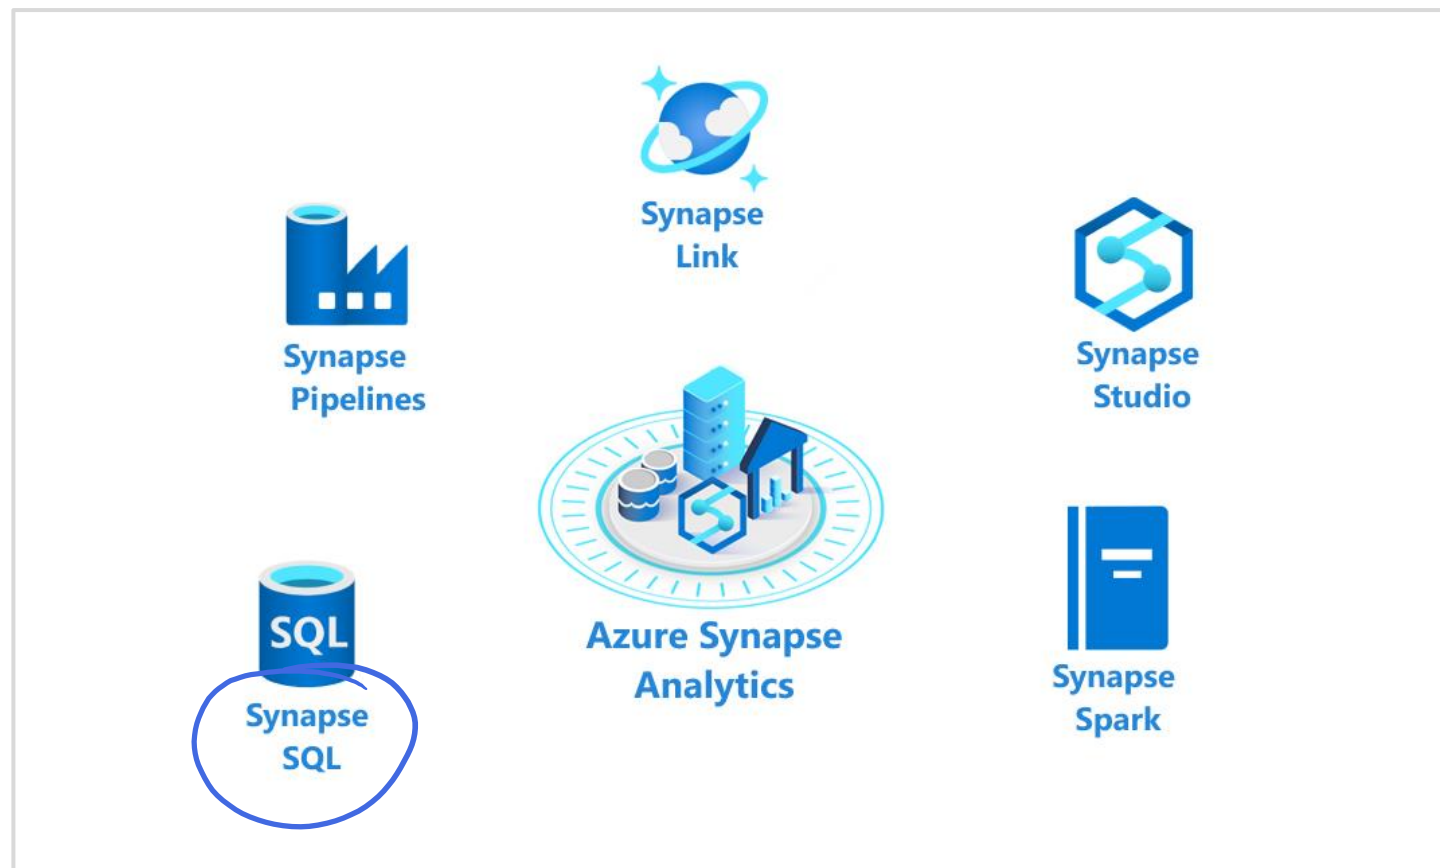 Synapse
Link
Synapse
Pipelines
Synapse
Studio
SQL
Synapse
SQL
Azure Synapse
Analytics
Synapse
Spark